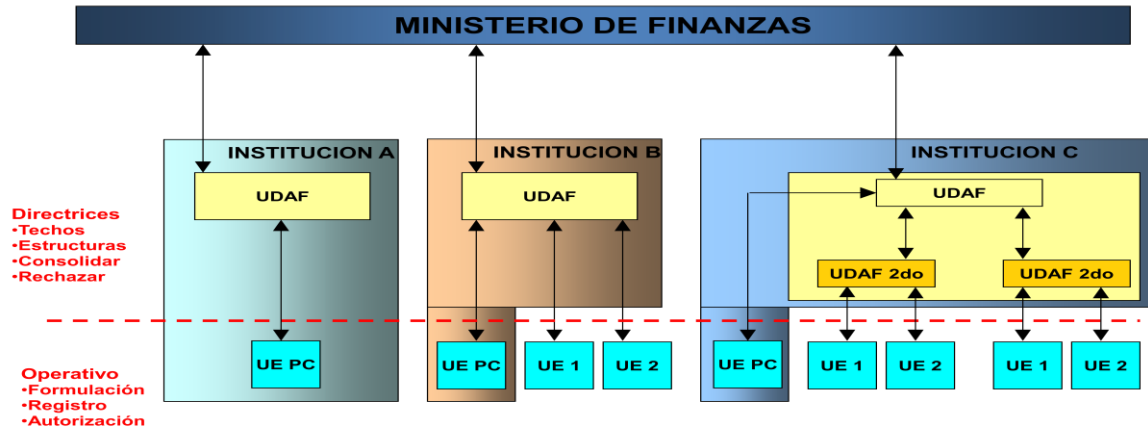 MINISTERIO DE FINANZAS
INSTITUCION A
INSTITUCION B
INSTITUCION C
UDAF
UDAF
UDAF
Directrices
•Techos
•Estructuras
•Consolidar
•Rechazar
UDAF 2do
UDAF 2do
UE PC
UE PC
UE 1
UE 2
UE PC
UE 1
UE 2
UE 1
UE 2
Operativo
•Formulación
•Registro
•Autorización